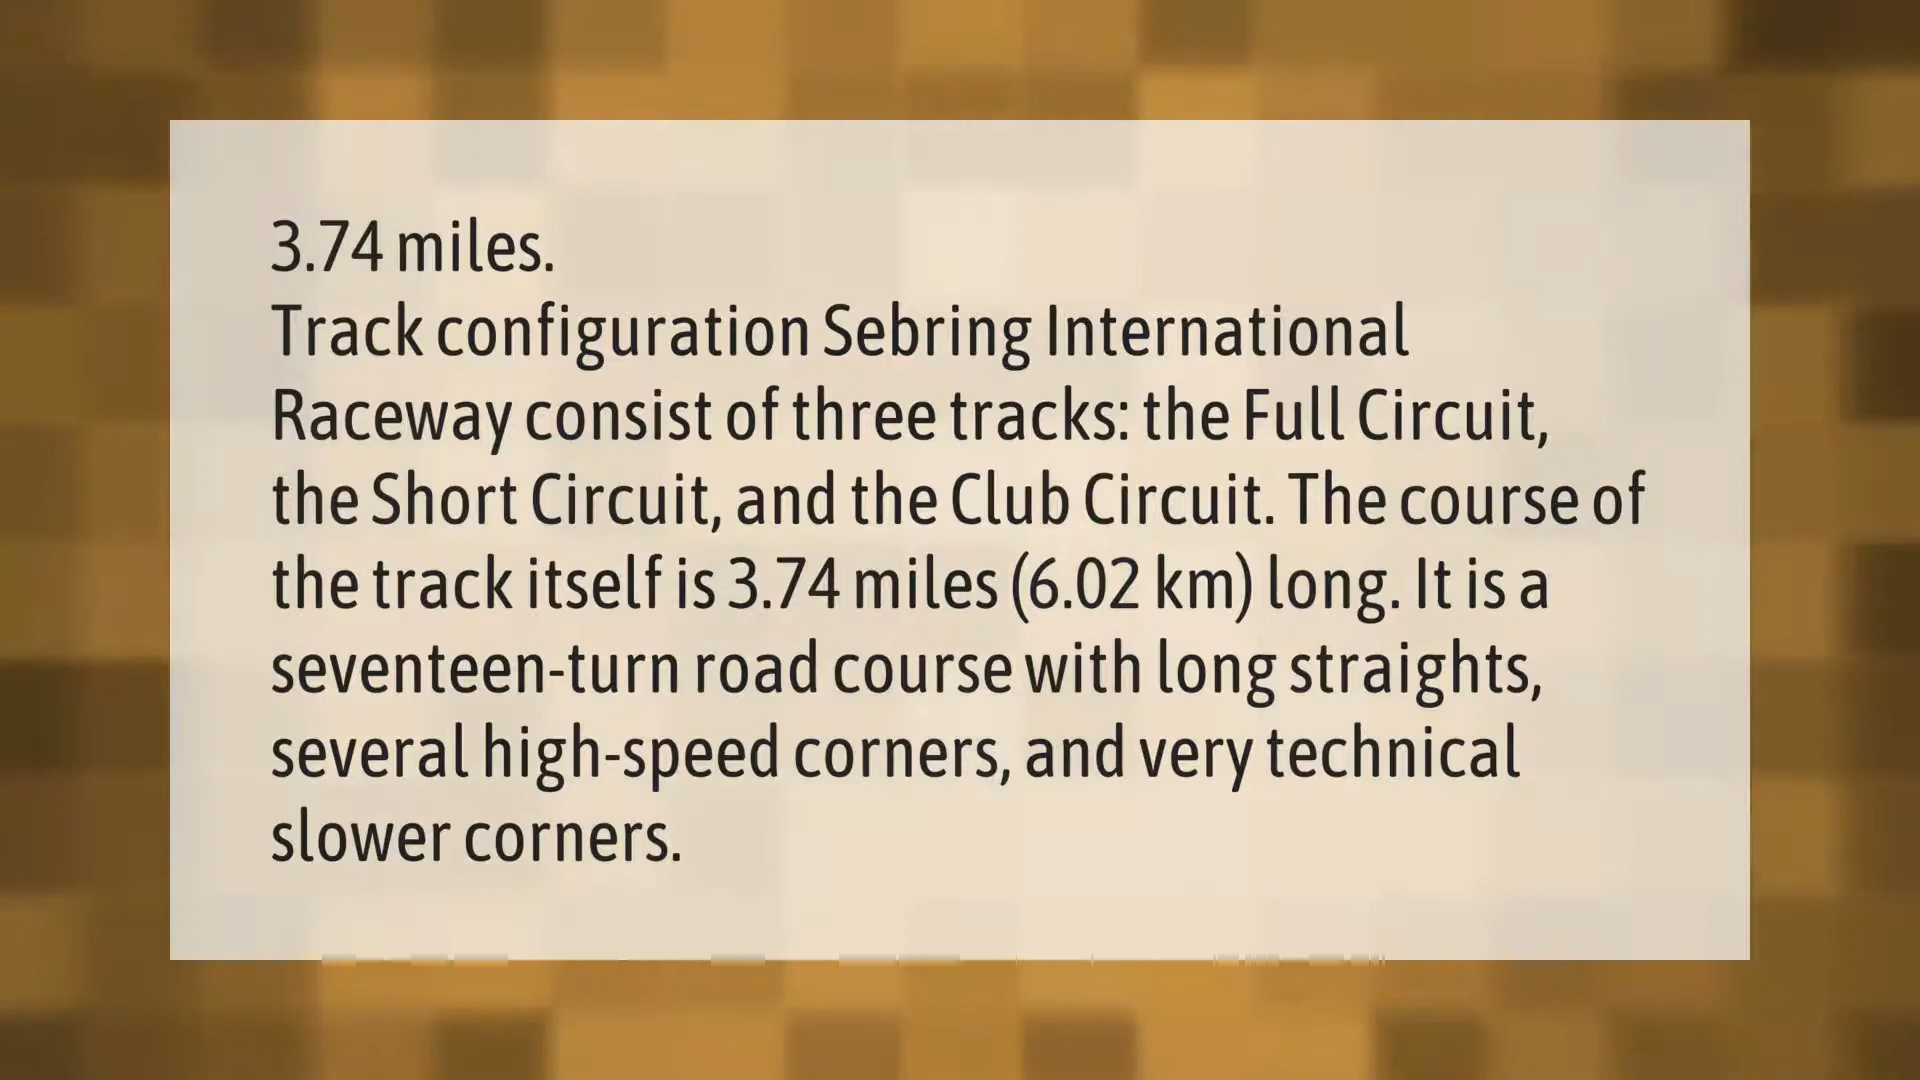 3.74 miles.
Track configuration Sebring International
Raceway consist of three tracks: the Full Circuit,
the Short Circuit, and the Club Circuit. The course of
the track itself is 3.74 miles (6.02 km) long. It is a
seventeen-turn road course with long straights,
several high-speed corners, and very technical
slower corners.